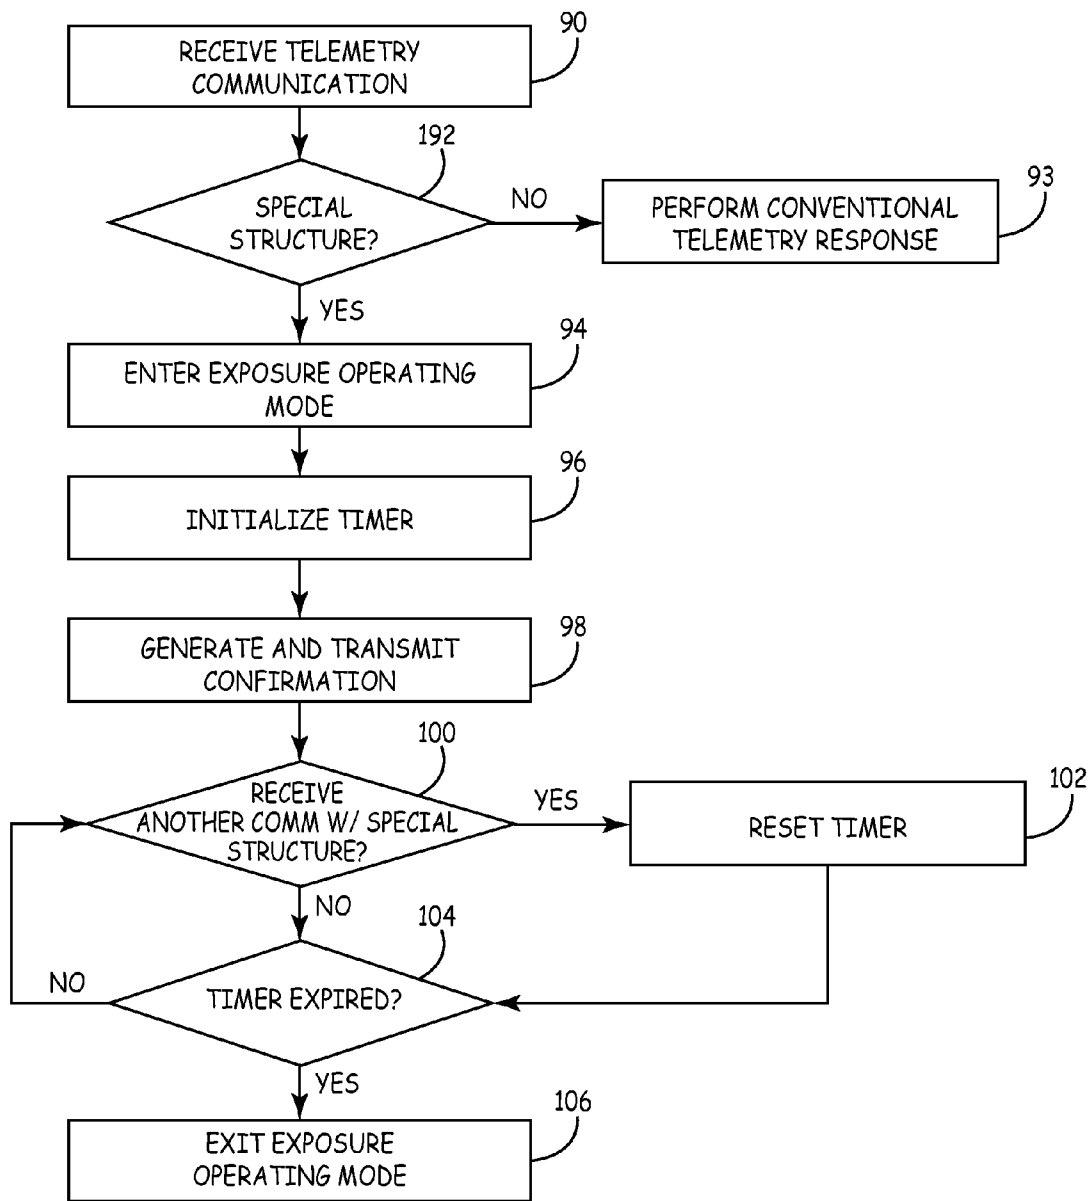 90
RECEIVE TELEMETRY
COMMUNICATION
192
SPECIAL
STRUCTURE?
NO
93
PERFORM CONVENTIONAL
TELEMETRY RESPONSE
YES
94
ENTER EXPOSURE OPERATING
MODE
96
INITIALIZE TIMER
98
GENERATE AND TRANSMIT
CONFIRMATION
100
RECEIVE
ANOTHER COMM W/ SPECIAL
STRUCTURE?
YES
102
RESET TIMER
NO
104
NO
TIMER EXPIRED?
YES
106
EXIT EXPOSURE
OPERATING MODE